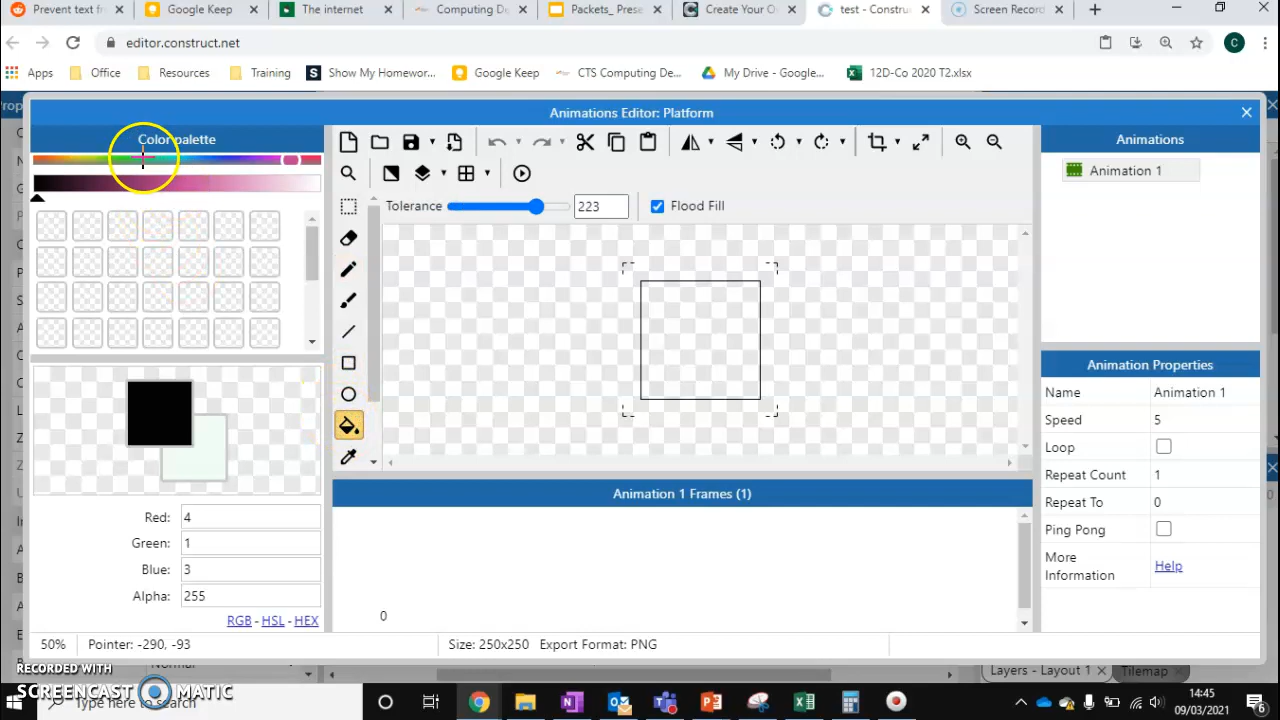 Prevent text fr
Google Keep
The internet
Computing De
Packets_ Prese
Create Your O
test - Constru
Screen Record
editor.construct.net
C
Apps
Office
Resources
Training
Show My Homewor...
Google Keep
CTS Computing De...
My Drive - Google...
12D-Co 2020 T2.xlsx
Animations Editor: Platform
Color palette
Animations
Animation 1
Tolerance
223
Flood Fill
Animation Properties
Name Animation 1
Speed 5
Loop
Repeat Count 1
Repeat To 0
Ping Pong
More Information Help
Animation 1 Frames (1)
0
Red: 4
Green: 1
Blue: 3
Alpha: 255
RGB - HSL - HEX
50% Pointer: -290, -93
Size: 250x250 Export Format: PNG
Normal
Layers - Layout 1
Tilemap
RECORDED WITH
SCREENCAST MATIC
Type here to search
14:45
09/03/2021
6